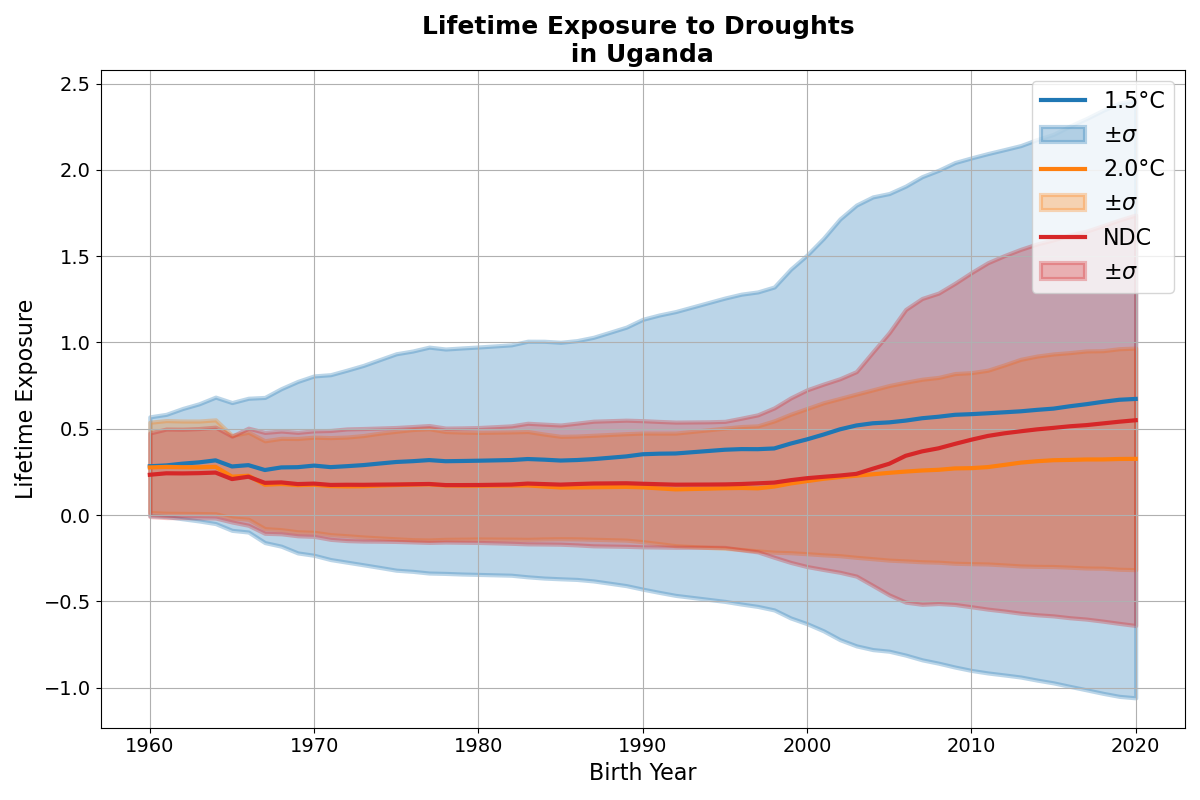 Lifetime Exposure to Droughts
in Uganda
2.5
2.0
1.5
1.0
0.5
0.0
−0.5
−1.0
Lifetime Exposure
1.5°C
±σ
2.0°C
±σ
NDC
±σ
1960
1970
1980
1990
2000
2010
2020
Birth Year